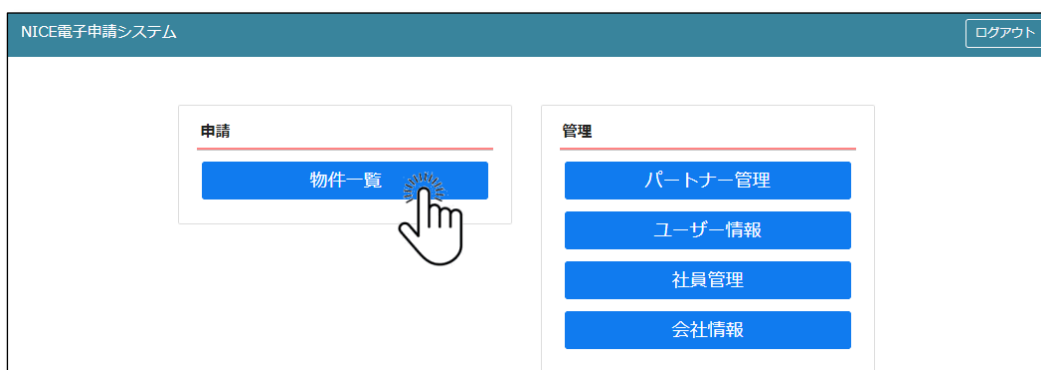 NICE電子申請システム
ログアウト
申請
物件一覧
管理
パートナー管理
ユーザー情報
社員管理
会社情報